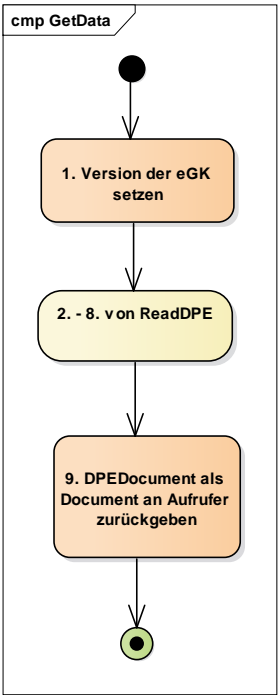 cmp GetData
1. Version der eGK
setzen
2. - 8. von ReadDPE
9. DPEDocument als
Document an Aufrufer
zurückgeben